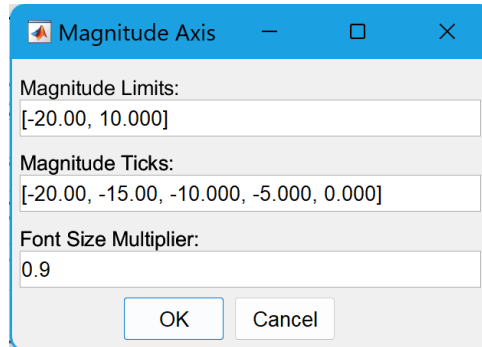 Magnitude Axis
Magnitude Limits:
[-20.00, 10.000]
Magnitude Ticks:
[-20.00, -15.00, -10.000, -5.000, 0.000]
Font Size Multiplier:
0.9
OK Cancel